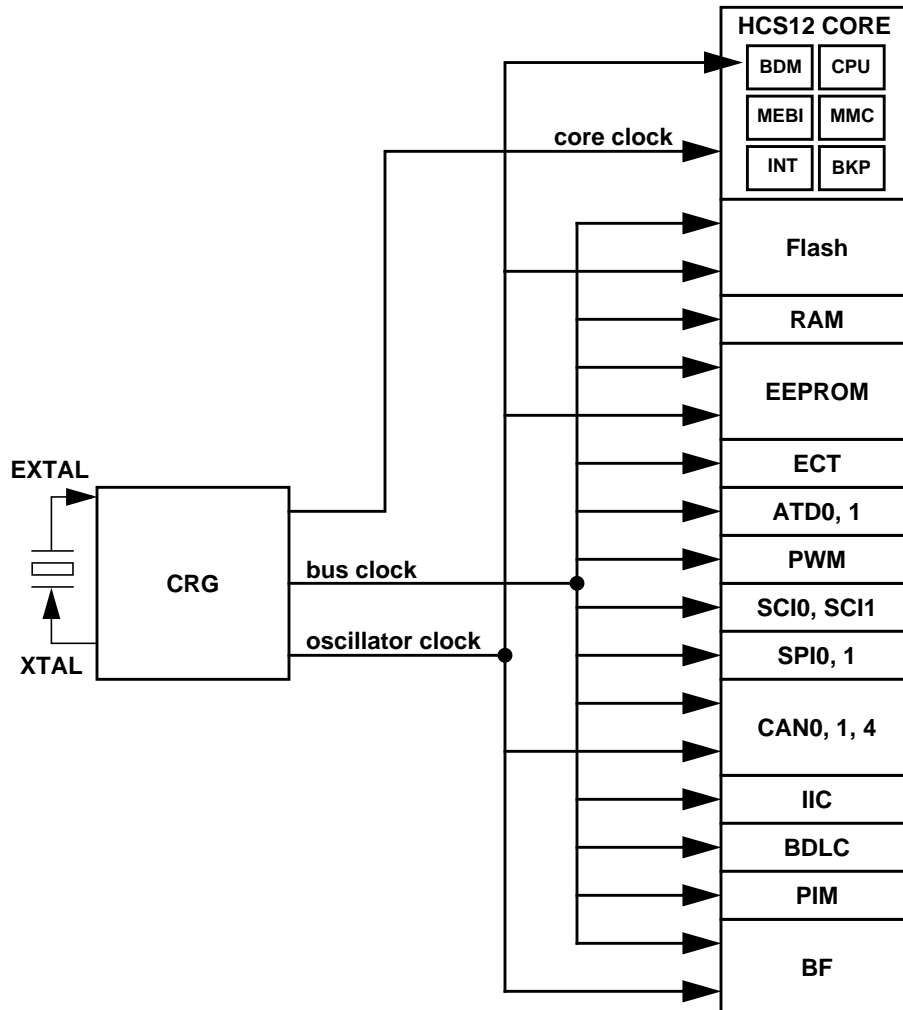 HCS12 CORE
BDM
CPU
MEBI
MMC
INT
BKP
core clock
Flash
RAM
EEPROM
ECT
ATD0, 1
PWM
SCI0, SCI1
SPI0, 1
CAN0, 1, 4
IIC
BDLC
PIM
BF
EXTAL
CRG
XTAL
bus clock
oscillator clock